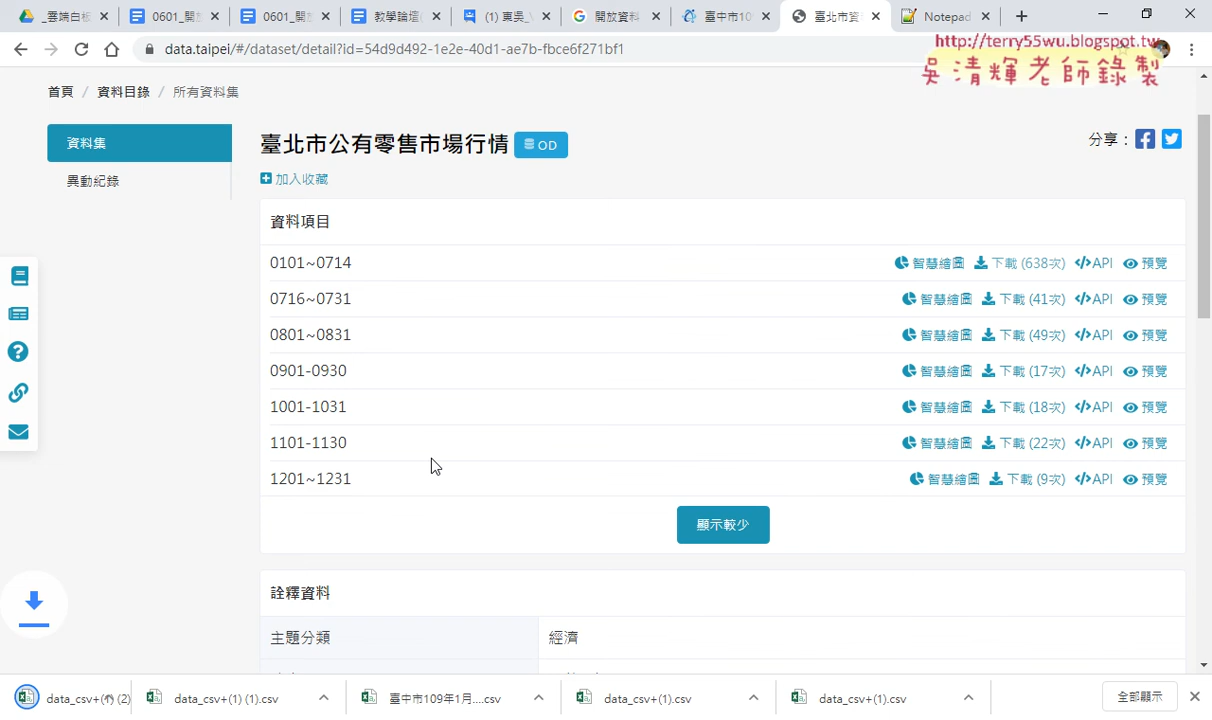 _雲端白板
0601_開放
0601_開放
教學論壇(
(1) 東吳_V
開放資料
臺中市10
臺北市資
Notepad
data.taipei/#/dataset/detail?id=54d9d492-1e2e-40d1-ae7b-fbce6f271bf1
http://terry55wu.blogspot.tw
吳清輝老師錄製
首頁 / 資料目錄 / 所有資料集
資料集
異動紀錄
臺北市公有零售市場行情 OD
分享：
加入收藏
資料項目
0101~0714 智慧繪圖 下載 (638次) </>API 預覽
0716~0731 智慧繪圖 下載 (41次) </>API 預覽
0801~0831 智慧繪圖 下載 (49次) </>API 預覽
0901-0930 智慧繪圖 下載 (17次) </>API 預覽
1001-1031 智慧繪圖 下載 (18次) </>API 預覽
1101-1130 智慧繪圖 下載 (22次) </>API 預覽
1201~1231 智慧繪圖 下載 (9次) </>API 預覽
顯示較少
詮釋資料
主題分類 經濟
data_csv+(1) (2)
data_csv+(1) (1).csv
臺中市109年1月....csv
data_csv+(1).csv
data_csv+(1).csv
全部顯示